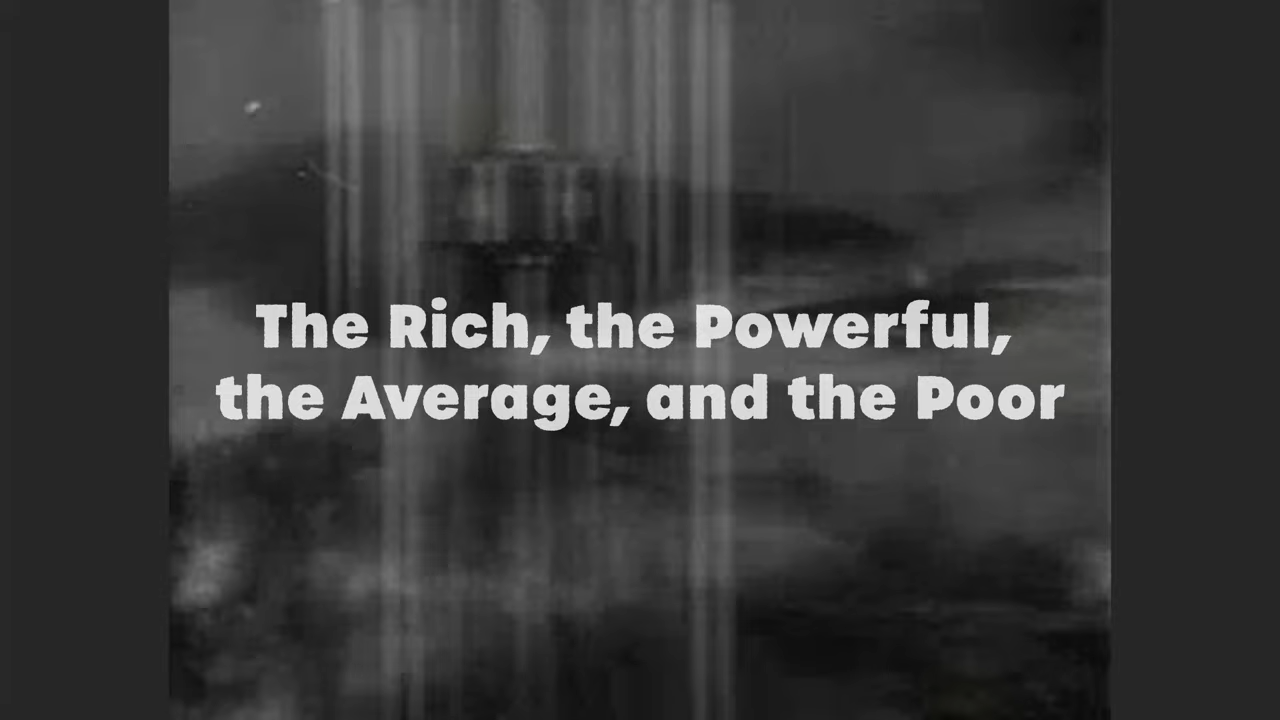 The Rich, the Powerful,
the Average, and the Poor